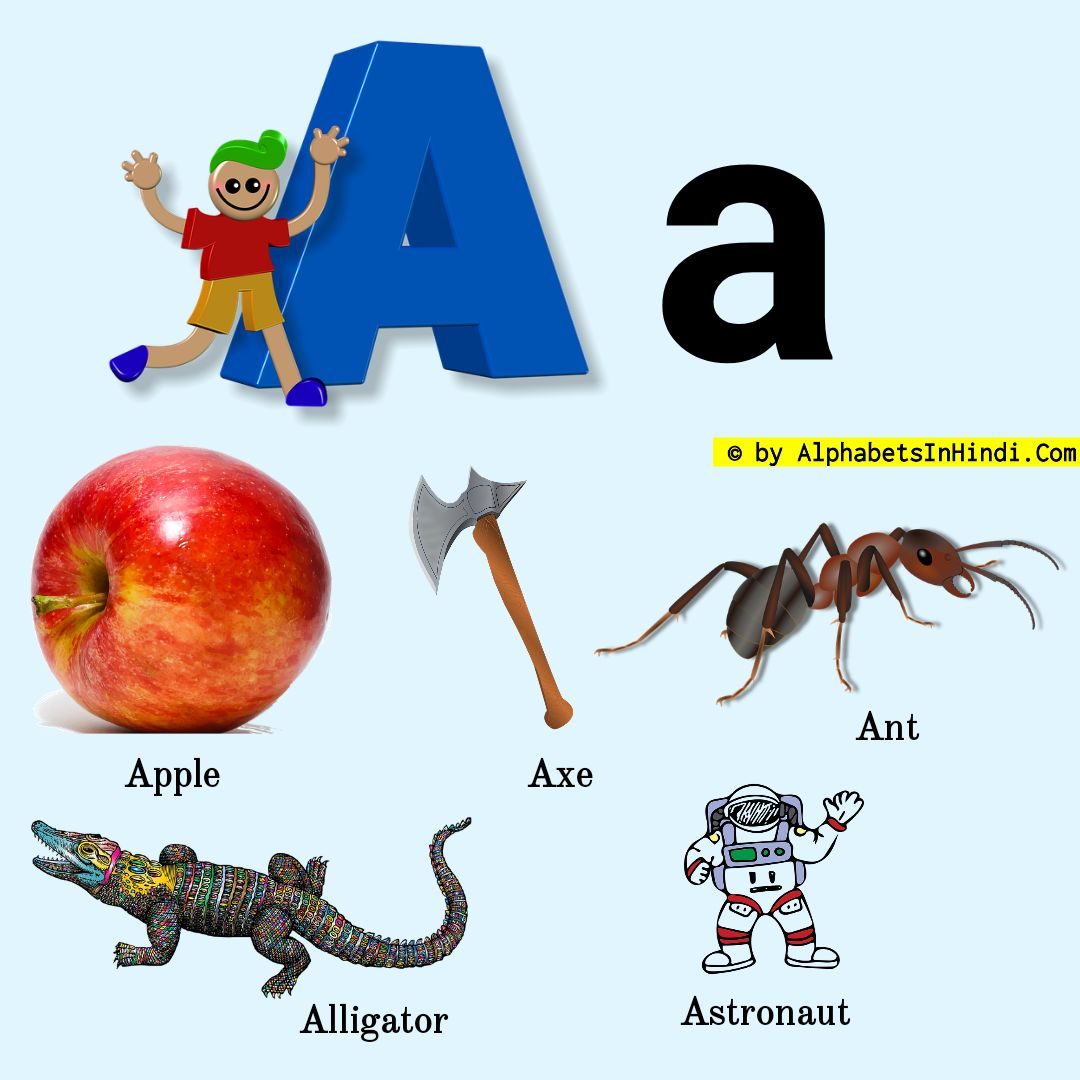 A a
© by AlphabetsInHindi.Com
Apple
Axe
Ant
Alligator
Astronaut